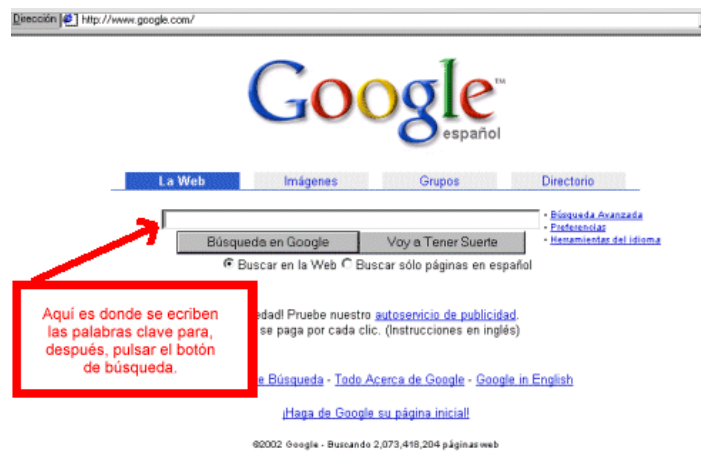 Dirección http://www.google.com/
Google™
español
La Web Imágenes Grupos Directorio
- Búsqueda Avanzada
- Preferencias
- Herramientas del idioma
Búsqueda en Google Voy a Tener Suerte
Buscar en la Web Buscar sólo páginas en español
Aquí es donde se ecriben
las palabras clave para,
después, pulsar el botón
de búsqueda.
edad! Pruebe nuestro autoservicio de publicidad.
se paga por cada clic. (Instrucciones en inglés)
e Búsqueda - Todo Acerca de Google - Google in English
¡Haga de Google su página inicial!
©2002 Google - Buscando 2,073,418,204 páginas web